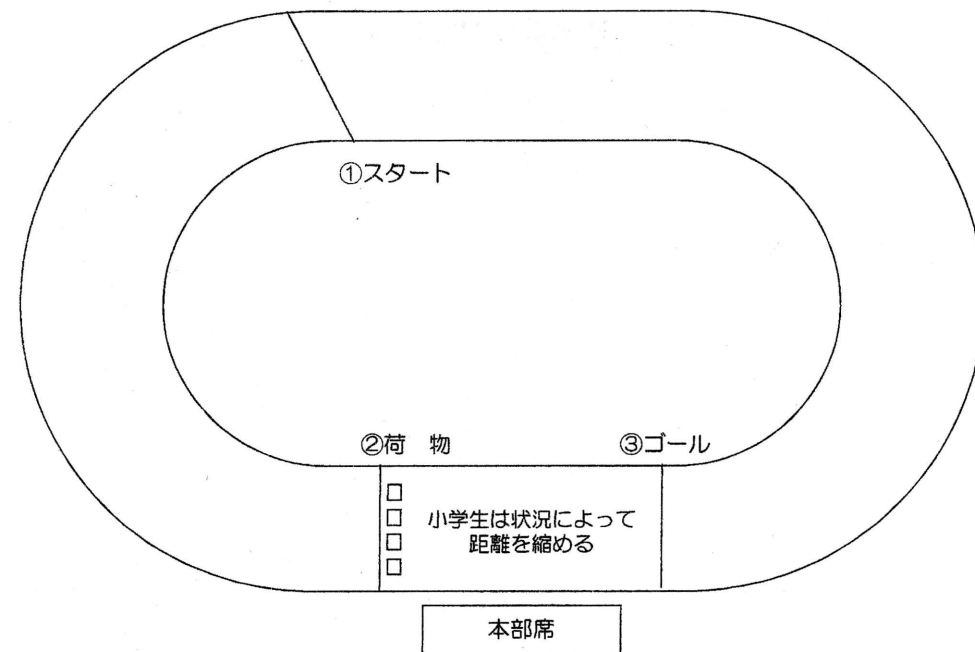 ①スタート
②荷　物
③ゴール
小学生は状況によって
距離を縮める
本部席